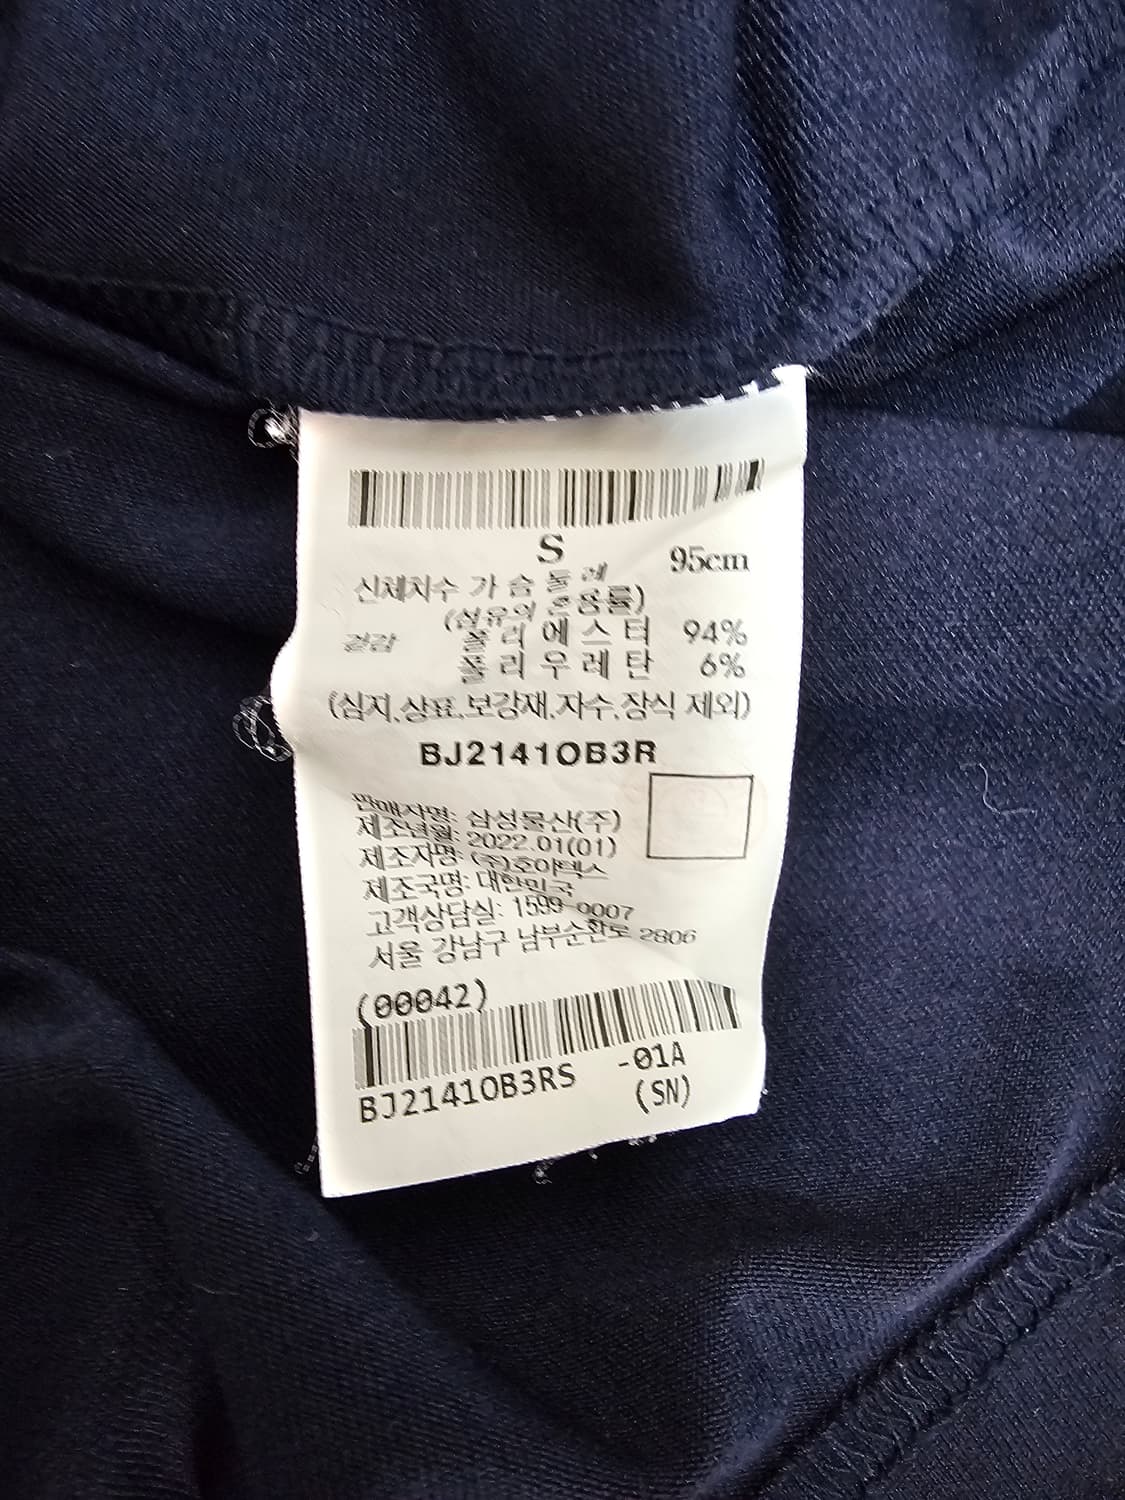 S 95cm
신체치수 가슴둘레
(섬유의 혼용률)
겉감 폴리에스터 94%
폴리우레탄 6%
(심지,상표,보강재,자수,장식 제외)
BJ2141OB3R
판매자명: 삼성물산(주)
제조년월: 2022.01(01)
제조자명: (주)호야텍스
제조국명: 대한민국
고객상담실: 1599-0007
서울 강남구 남부순환로 2806
(00042)
BJ2141OB3RS -01A
(SN)